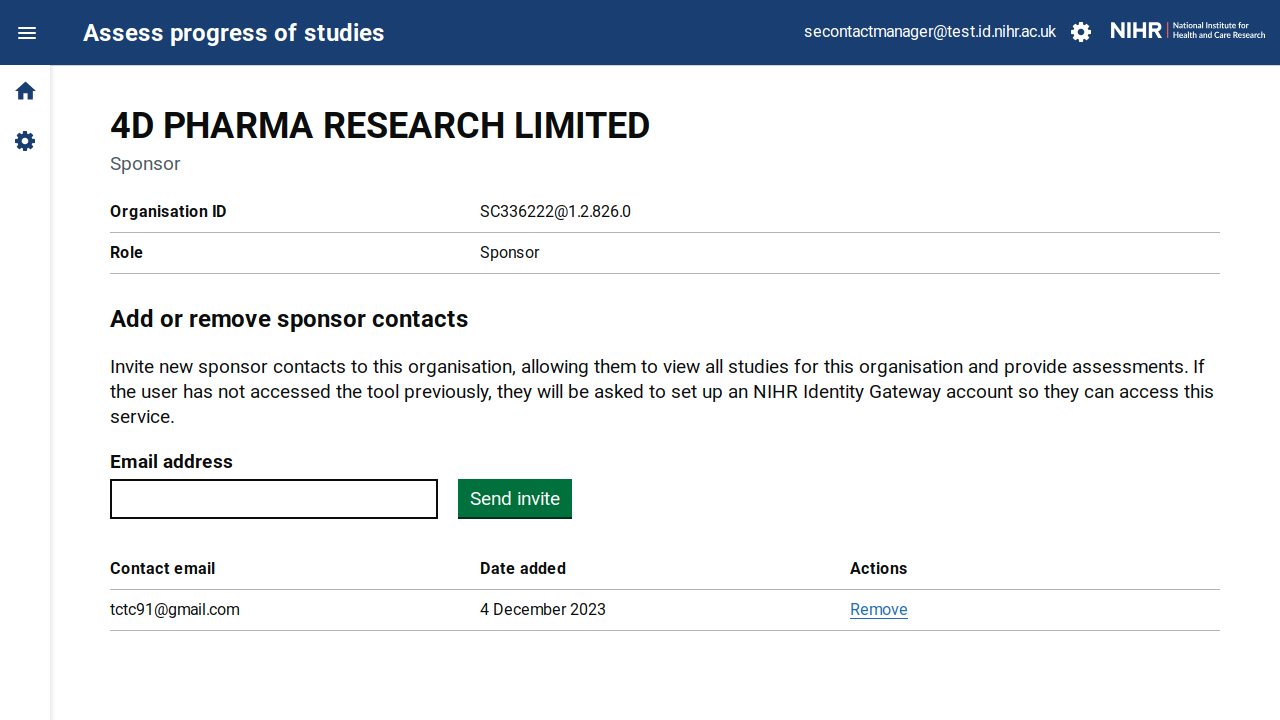 Assess progress of studies
secontactmanager@test.id.nihr.ac.uk
NIHR | National Institute for
Health and Care Research
4D PHARMA RESEARCH LIMITED
Sponsor
Organisation ID SC336222@1.2.826.0
Role Sponsor
Add or remove sponsor contacts
Invite new sponsor contacts to this organisation, allowing them to view all studies for this organisation and provide assessments. If
the user has not accessed the tool previously, they will be asked to set up an NIHR Identity Gateway account so they can access this
service.
Email address
Send invite
Contact email Date added Actions
tctc91@gmail.com 4 December 2023 Remove